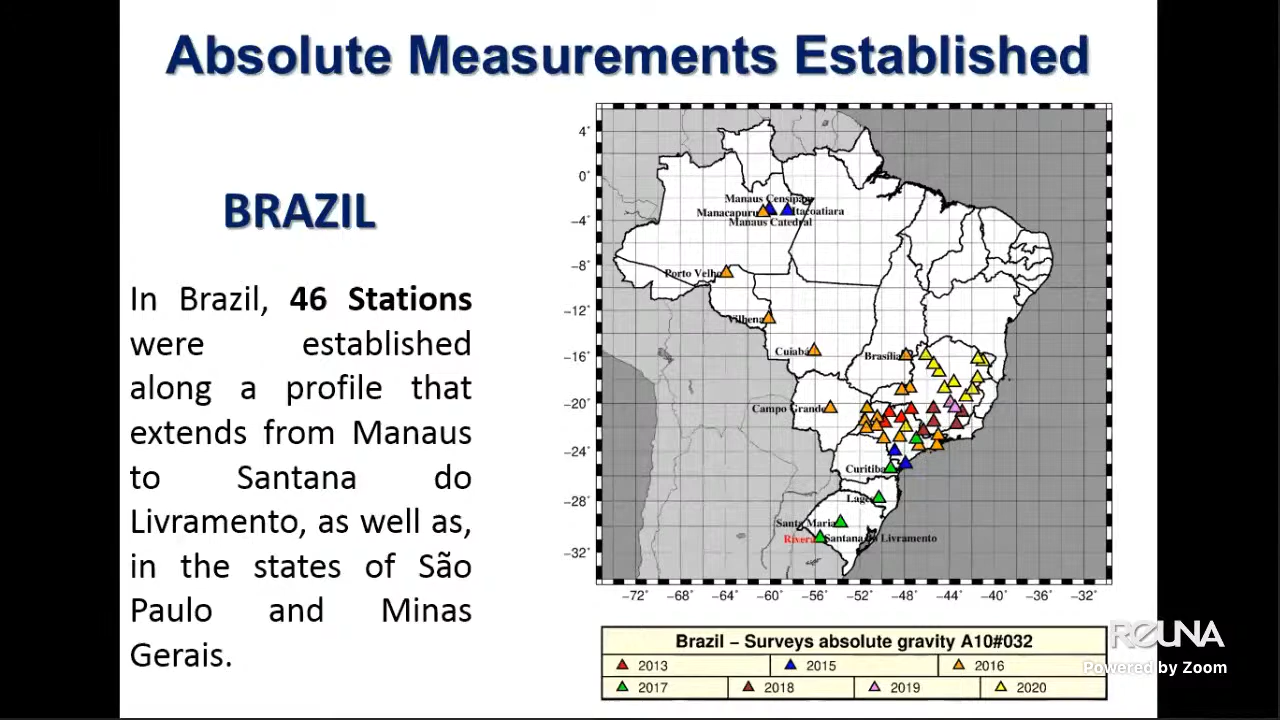 Absolute Measurements Established
BRAZIL
In Brazil, 46 Stations
were established
along a profile that
extends from Manaus
to Santana do
Livramento, as well as,
in the states of São
Paulo and Minas
Gerais.
4°
0°
−4°
−8°
−12°
−16°
−20°
−24°
−28°
−32°
Manaus Censipam
Manacapuru
Itacoatiara
Manaus Catedral
Porto Velho
Vilhena
Cuiabá
Brasília
Campo Grande
Curitiba
Lages
Santa Maria
Rivera
Santana do Livramento
−72° −68° −64° −60° −56° −52° −48° −44° −40° −36° −32°
Brazil − Surveys absolute gravity A10#032
2013 2015 2016
2017 2018 2019 2020
REUNA
Powered by Zoom